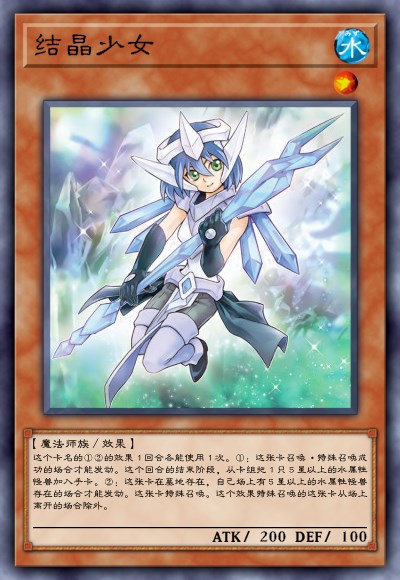 结晶少女
水
【魔法师族／效果】
这个卡名的①②的效果1回合各能使用1次。①：这张卡召唤·特殊召唤成
功的场合才能发动。这个回合的结束阶段，从卡组把1只5星以上的水属性
怪兽加入手卡。②：这张卡在墓地存在，自己场上有5星以上的水属性怪兽
存在的场合才能发动。这张卡特殊召唤。这个效果特殊召唤的这张卡从场上
离开的场合除外。
ATK/ 200 DEF/ 100